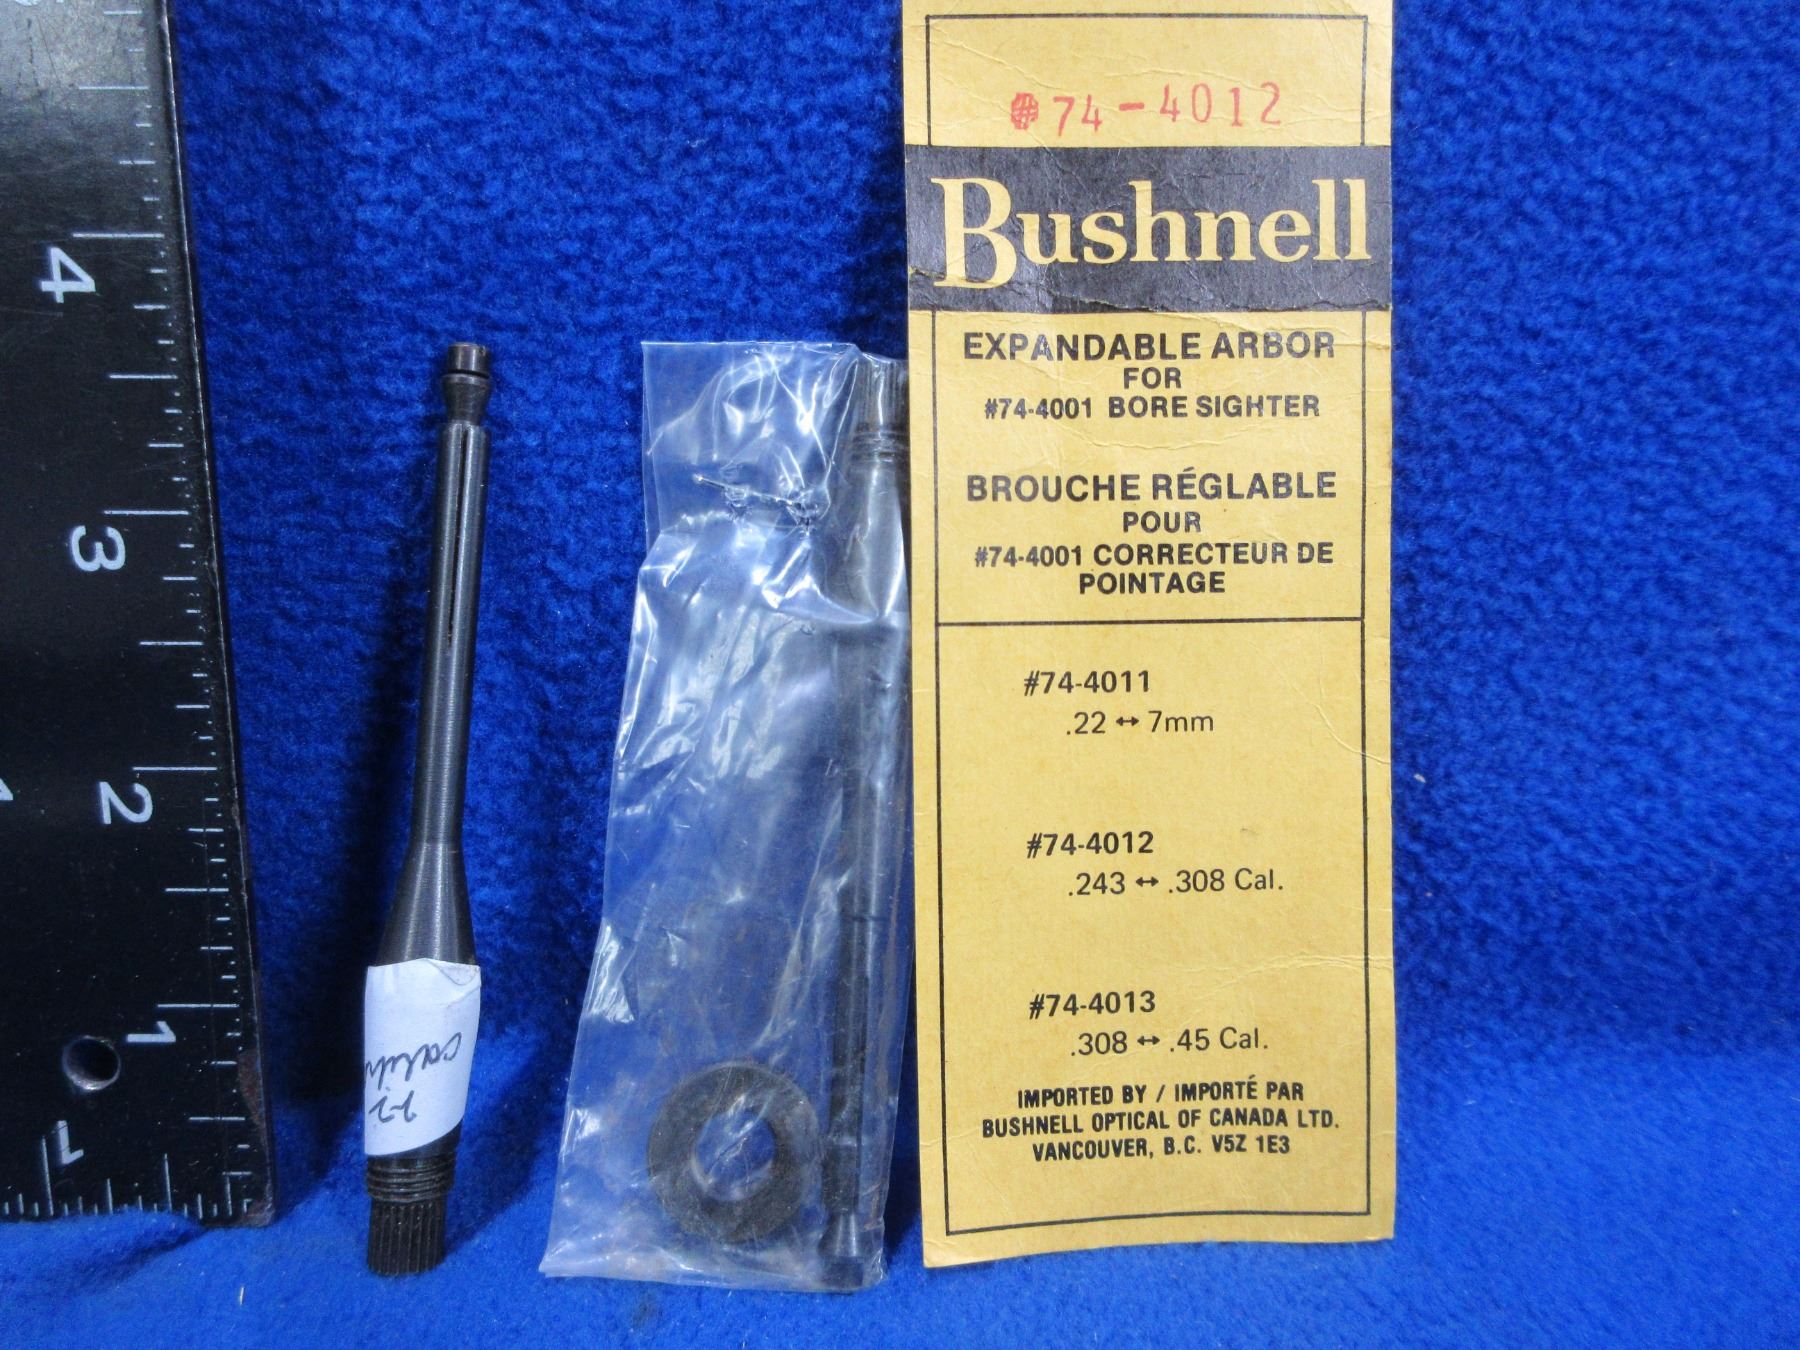 4
3
2
1
#74-4012
Bushnell
EXPANDABLE ARBOR
FOR
#74-4001 BORE SIGHTER
BROUCHE RÉGLABLE
POUR
#74-4001 CORRECTEUR DE
POINTAGE
#74-4011
.22 ↔ 7mm
#74-4012
.243 ↔ .308 Cal.
#74-4013
.308 ↔ .45 Cal.
IMPORTED BY / IMPORTÉ PAR
BUSHNELL OPTICAL OF CANADA LTD.
VANCOUVER, B.C. V5Z 1E3